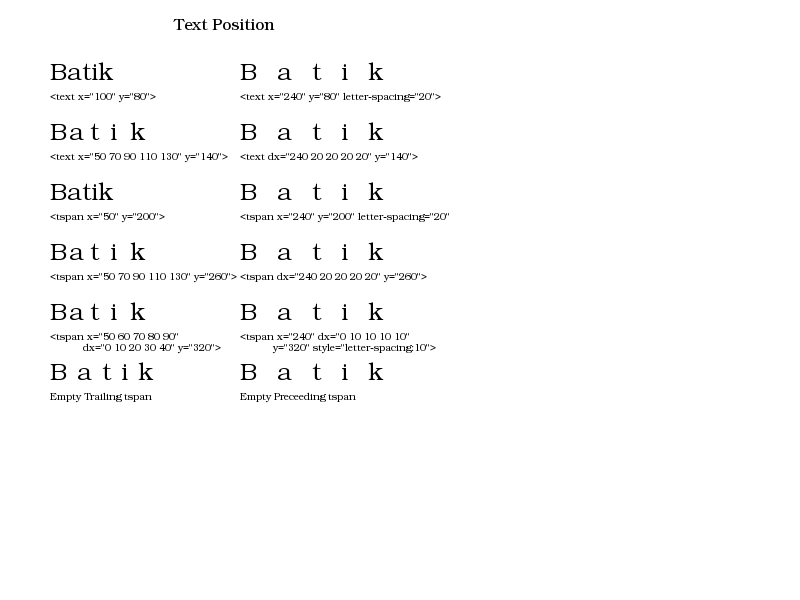 Text Position
Batik B a t i k
<text x="100" y="80"> <text x="240" y="80" letter-spacing="20">
Ba t i k B a t i k
<text x="50 70 90 110 130" y="140"> <text dx="240 20 20 20 20" y="140">
Batik B a t i k
<tspan x="50" y="200"> <tspan x="240" y="200" letter-spacing="20"
Ba t i k B a t i k
<tspan x="50 70 90 110 130" y="260"> <tspan dx="240 20 20 20 20" y="260">
Ba t i k B a t i k
<tspan x="50 60 70 80 90" <tspan x="240" dx="0 10 10 10 10"
dx="0 10 20 30 40" y="320"> y="320" style="letter-spacing:10">
B a t i k B a t i k
Empty Trailing tspan Empty Preceeding tspan